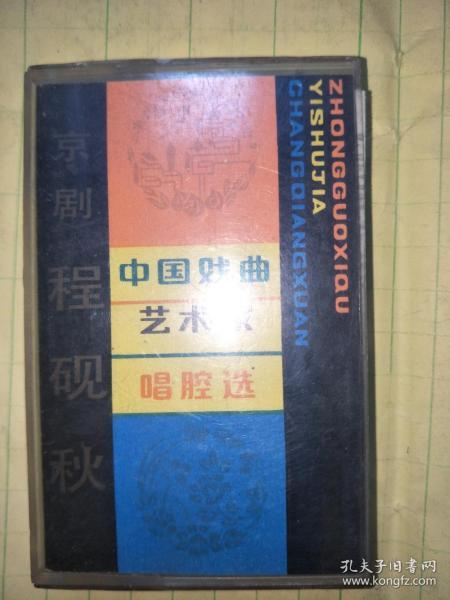 京剧
程砚秋
中国戏曲
艺术家
唱腔选
ZHONGGUOXIQU
YISHUJIA
CHANGQIANGXUAN
孔夫子旧书网
www.kongfz.com